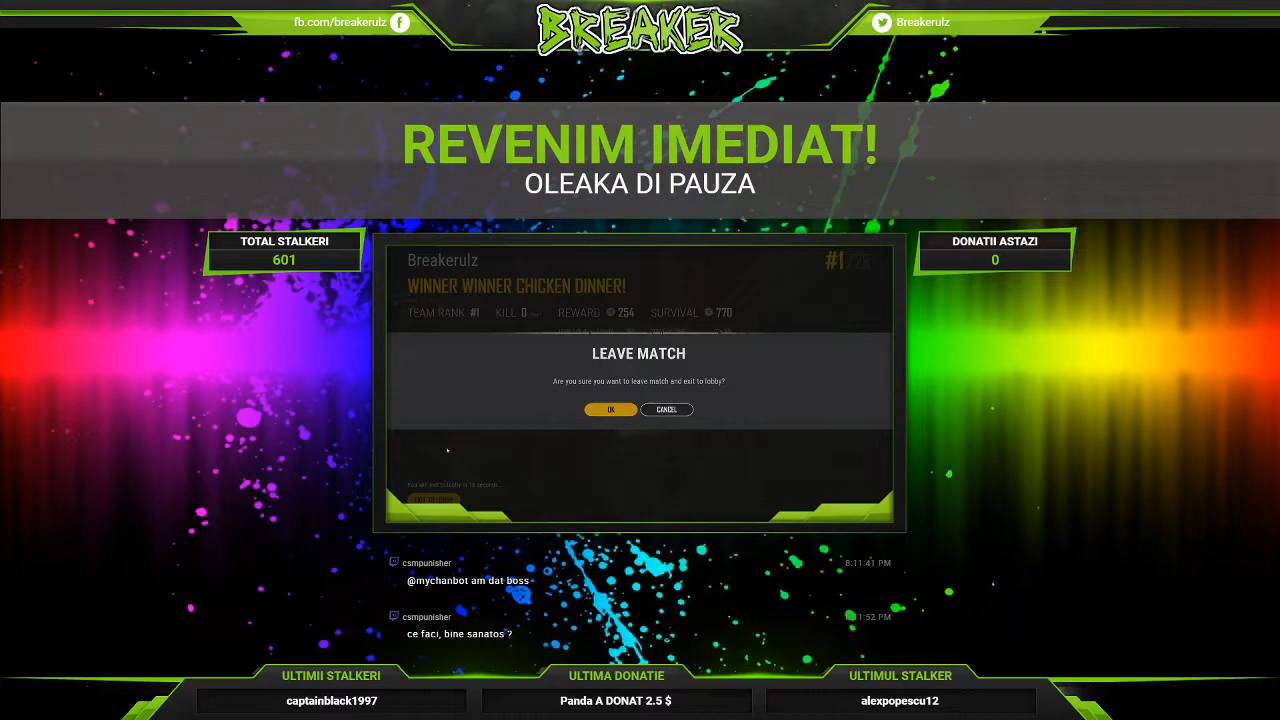 fb.com/breakerulz
BREAKER
Breakerulz
REVENIM IMEDIAT!
OLEAKA DI PAUZA
TOTAL STALKERI
601
DONATII ASTAZI
0
Breakerulz
#1
WINNER WINNER CHICKEN DINNER!
TEAM RANK #1 KILL 0 REWARD 254 SURVIVAL 770
LEAVE MATCH
Are you sure you want to leave match and exit to lobby?
OK CANCEL
EXIT TO LOBBY
csmpunisher 8:11:41 PM
@mychanbot am dat boss
csmpunisher
ce faci, bine sanatos ?
ULTIMII STALKERI
captainblack1997
ULTIMA DONATIE
Panda A DONAT 2.5 $
ULTIMUL STALKER
alexpopescu12